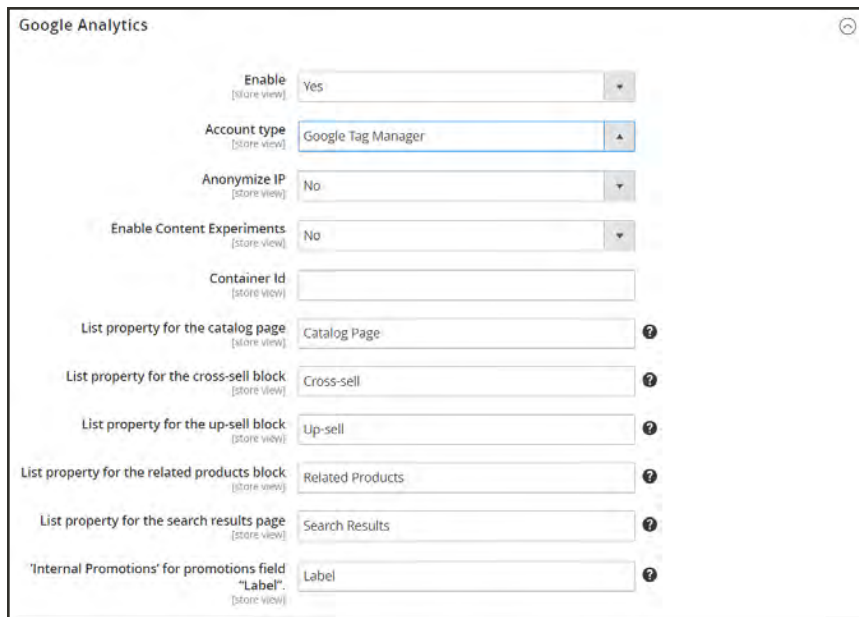 Google Analytics
Enable
[store view]
Yes
Account type
[store view]
Google Tag Manager
Anonymize IP
[store view]
No
Enable Content Experiments
[store view]
No
Container Id
[store view]
List property for the catalog page
[store view]
Catalog Page
List property for the cross-sell block
[store view]
Cross-sell
List property for the up-sell block
[store view]
Up-sell
List property for the related products block
[store view]
Related Products
List property for the search results page
[store view]
Search Results
'Internal Promotions' for promotions field
"Label".
[store view]
Label